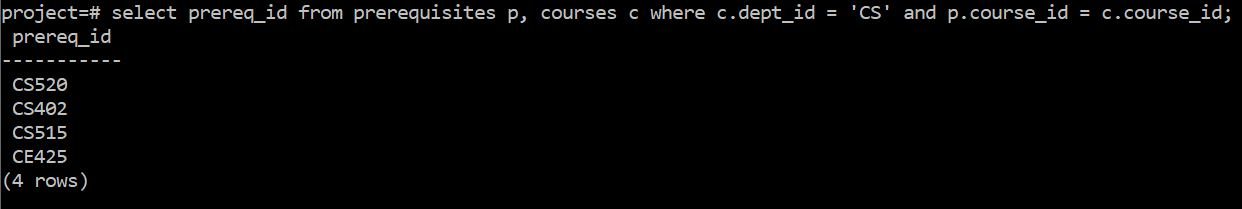 project=# select prereq_id from prerequisites p, courses c where c.dept_id = 'CS' and p.course_id = c.course_id;
prereq_id
-----------
CS520
CS402
CS515
CE425
(4 rows)